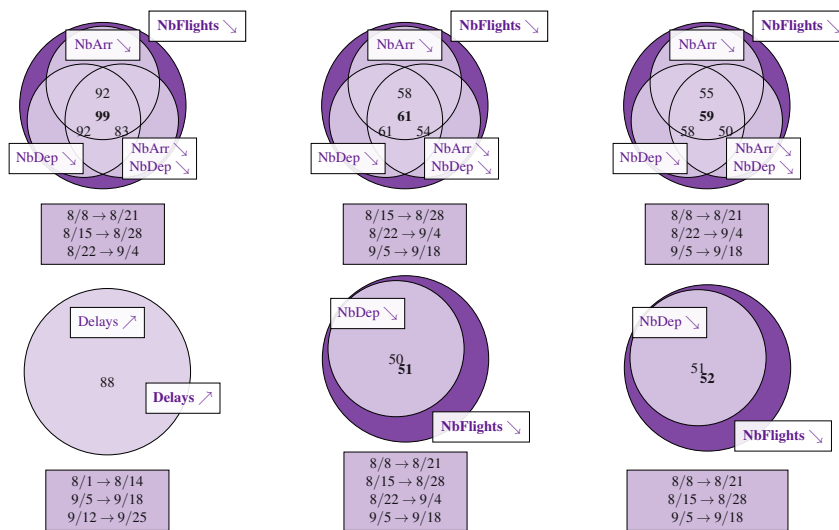 NbFlights ↘
NbArr ↘
92
99
92 83
NbDep ↘
NbArr ↘
NbDep ↘
8/8 → 8/21
8/15 → 8/28
8/22 → 9/4
NbFlights ↘
NbArr ↘
58
61
61 54
NbDep ↘
NbArr ↘
NbDep ↘
8/15 → 8/28
8/22 → 9/4
9/5 → 9/18
NbFlights ↘
NbArr ↘
55
59
58 50
NbDep ↘
NbArr ↘
NbDep ↘
8/8 → 8/21
8/22 → 9/4
9/5 → 9/18
Delays ↗
88
Delays ↗
8/1 → 8/14
9/5 → 9/18
9/12 → 9/25
NbDep ↘
50
51
NbFlights ↘
8/8 → 8/21
8/15 → 8/28
8/22 → 9/4
9/5 → 9/18
NbDep ↘
51
52
NbFlights ↘
8/8 → 8/21
8/15 → 8/28
9/5 → 9/18